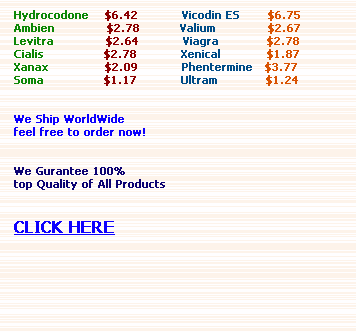 Hydrocodone $6.42 Vicodin ES $6.75
Ambien $2.78 Valium $2.67
Levitra $2.64 Viagra $2.78
Cialis $2.78 Xenical $1.87
Xanax $2.09 Phentermine $3.77
Soma $1.17 Ultram $1.24
We Ship WorldWide
feel free to order now!
We Gurantee 100%
top Quality of All Products
CLICK HERE